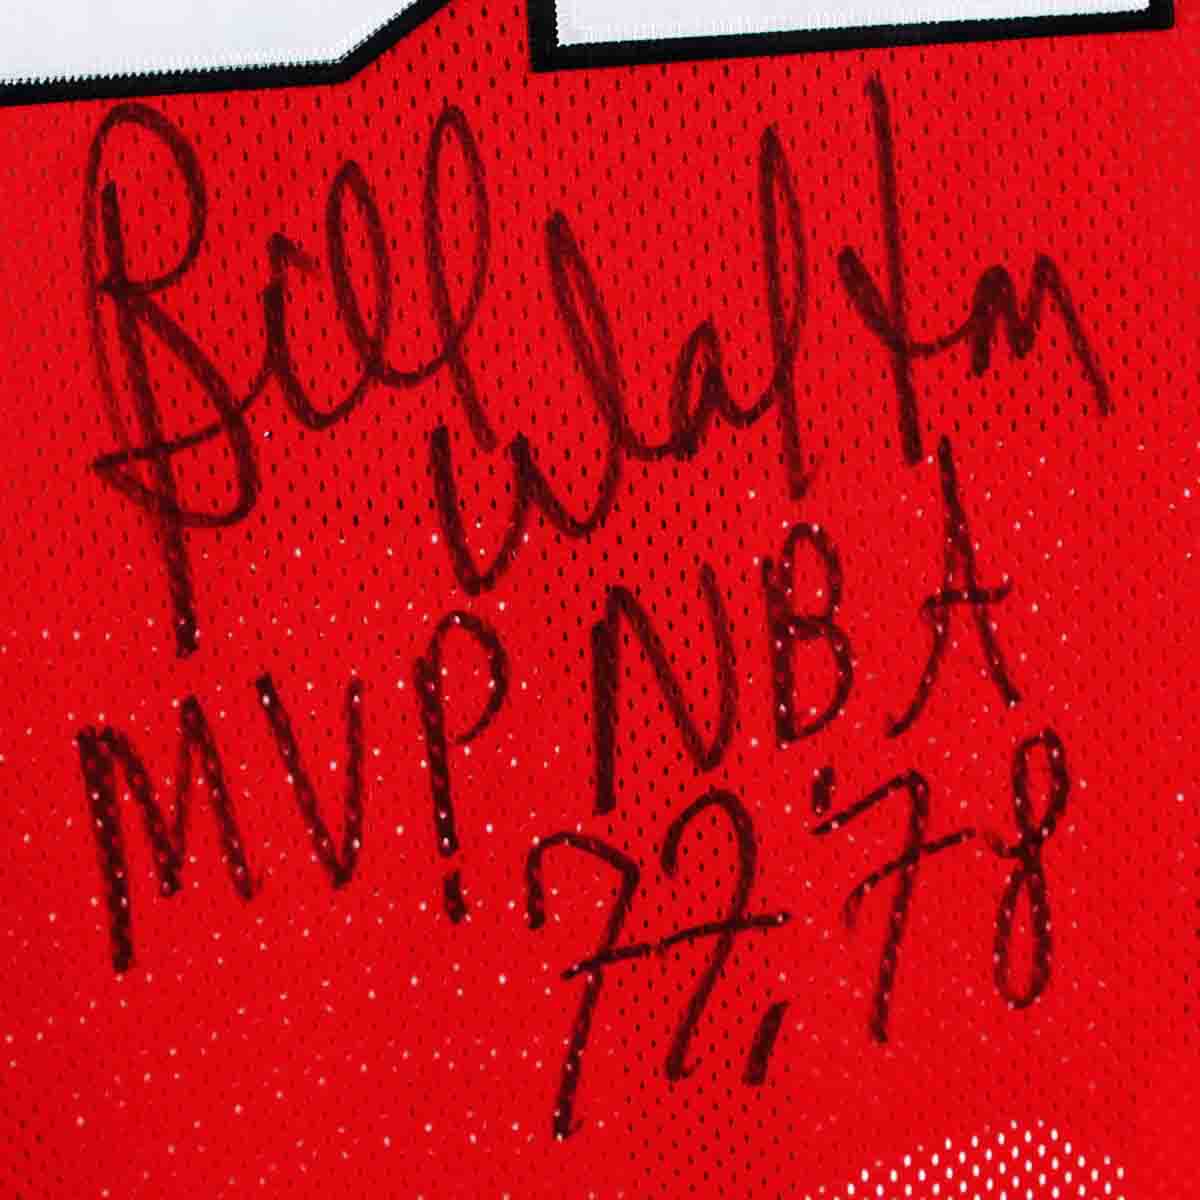 Bill Walton
MVP! NBA
77, '78